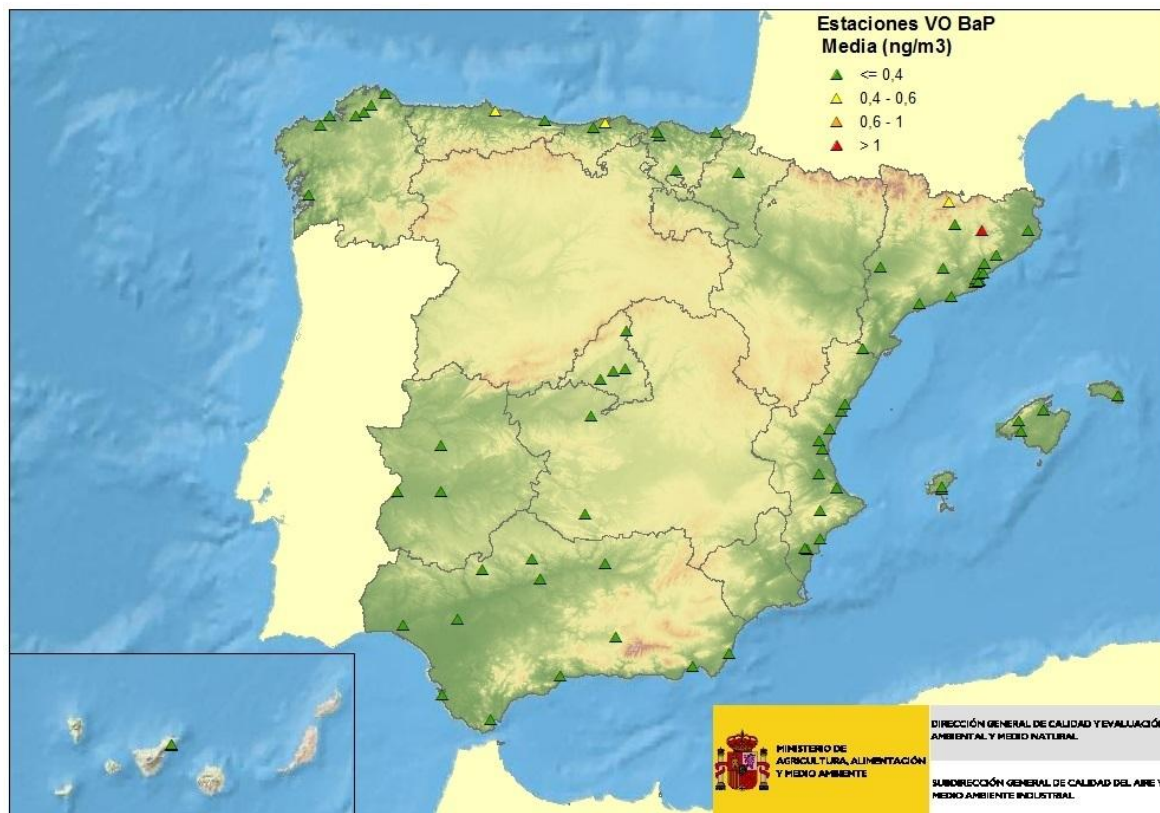 Estaciones VO BaP
Media (ng/m3)
<= 0,4
0,4 - 0,6
0,6 - 1
> 1
MINISTERIO DE
AGRICULTURA, ALIMENTACIÓN
Y MEDIO AMBIENTE
DIRECCIÓN GENERAL DE CALIDAD Y EVALUACIÓN
AMBIENTAL Y MEDIO NATURAL
SUBDIRECCIÓN GENERAL DE CALIDAD DEL AIRE Y
MEDIO AMBIENTE INDUSTRIAL